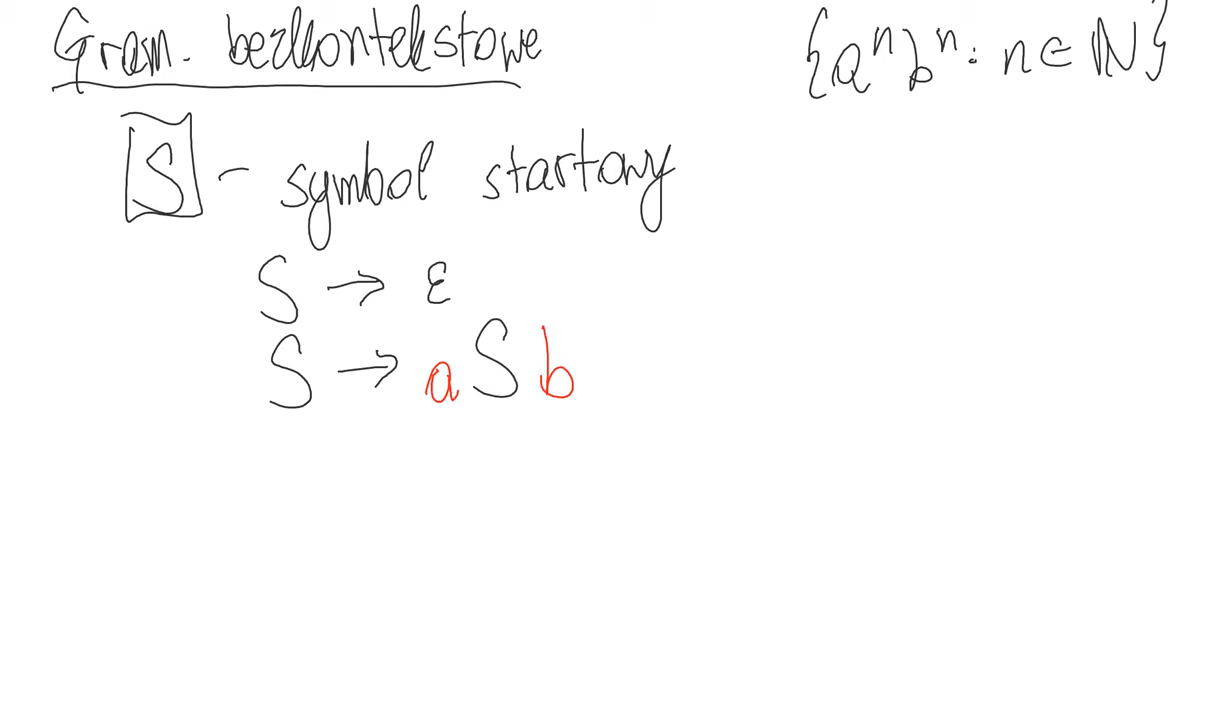 Gram. bezkontekstowe
{aⁿbⁿ: n ∈ ℕ}
S - symbol startowy
S → ε
S → aSb